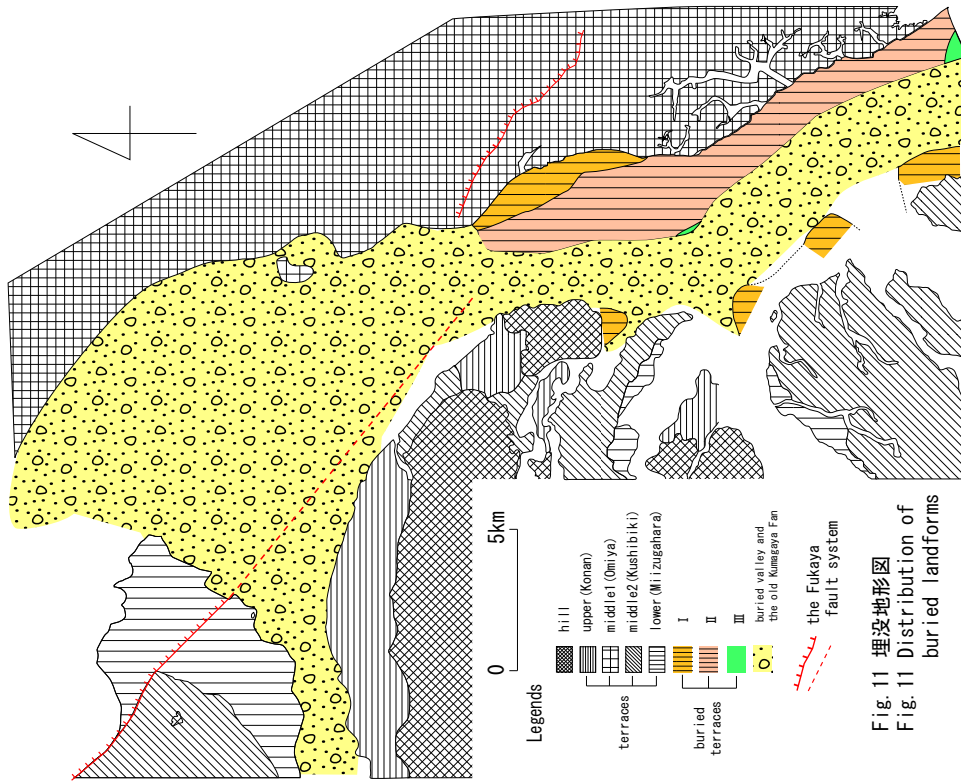 Legends
0 5km
hill
upper(Konan)
middle1(Omiya)
middle2(Kushibiki)
lower(Miizugahara)
terraces
Ⅰ
Ⅱ
Ⅲ
buried
terraces
buried valley and
the old Kumagaya Fan
the Fukaya
fault system
Fig. 11 埋没地形図
Fig. 11 Distribution of
buried landforms